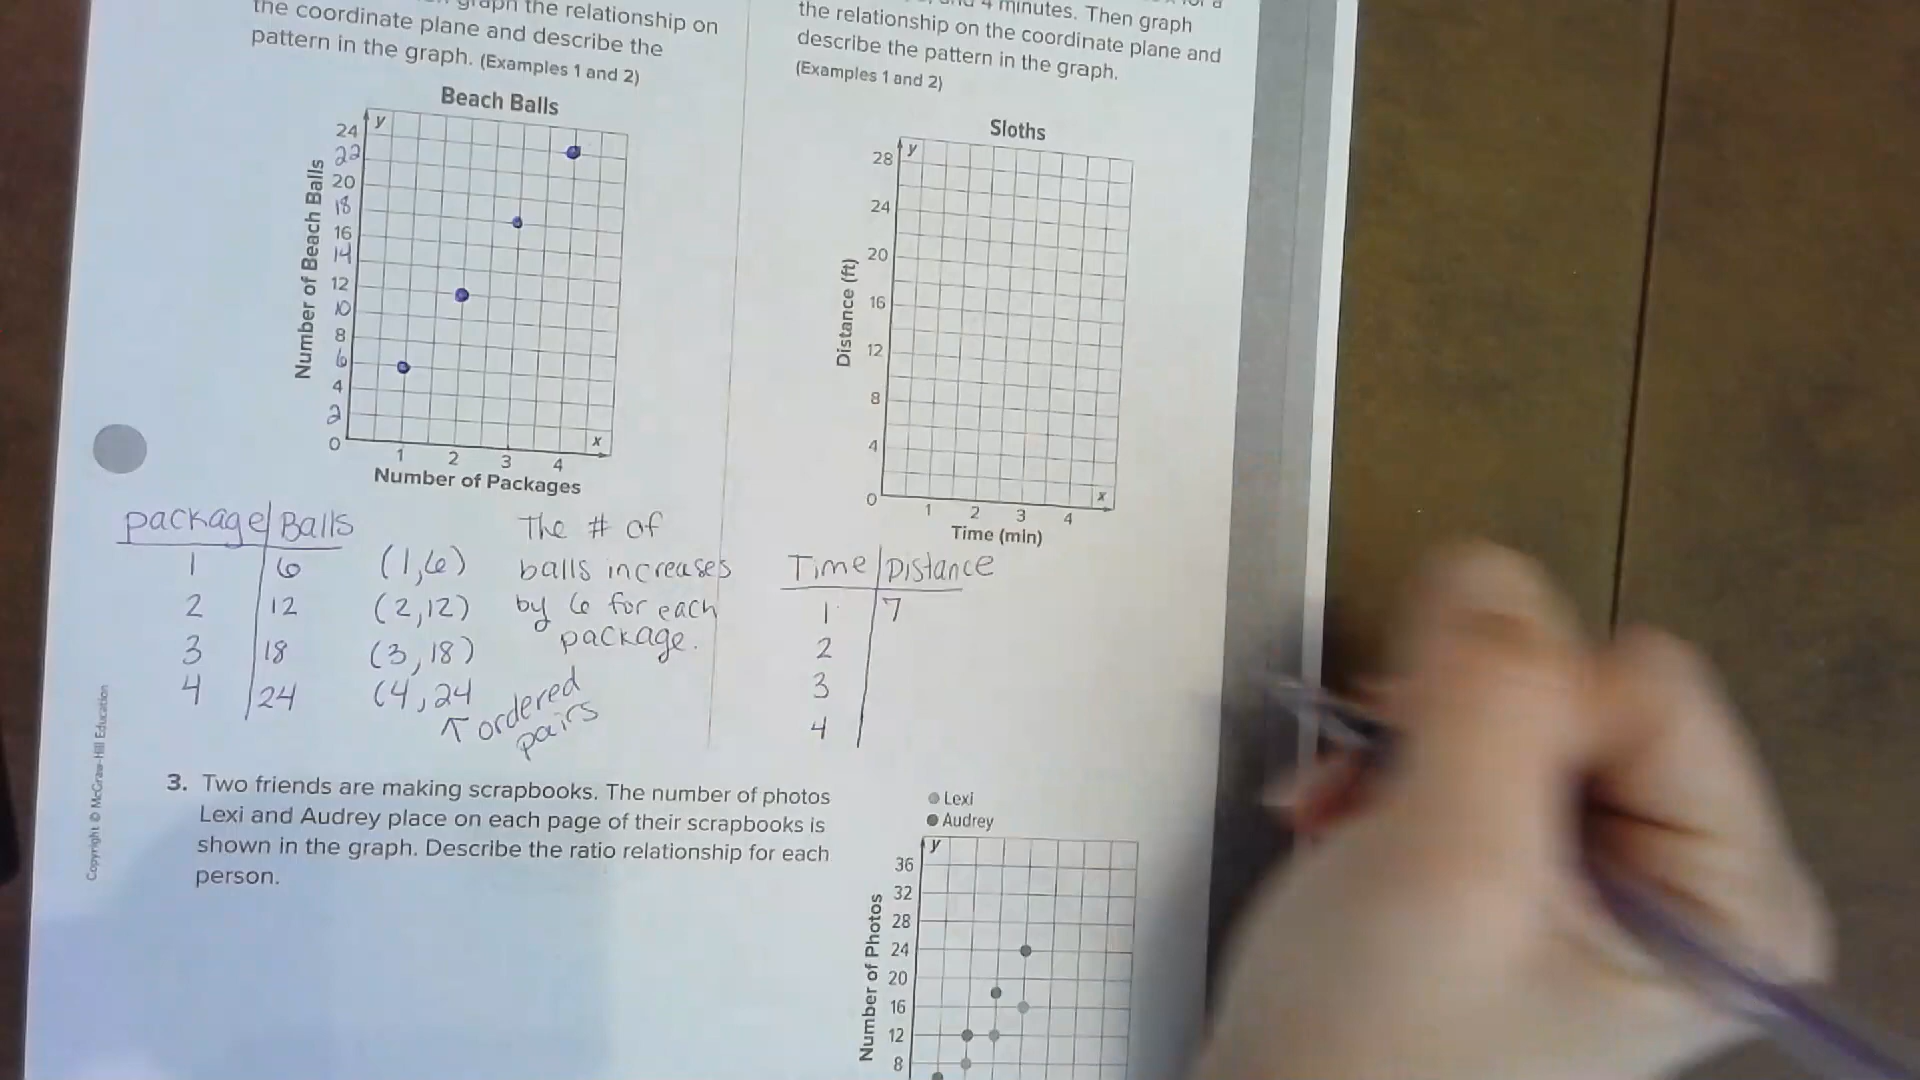 graph the relationship on
the coordinate plane and describe the
pattern in the graph. (Examples 1 and 2)
Beach Balls
y
24
22
20
18
16
14
12
10
8
6
4
2
0
Number of Beach Balls
1 2 3 4
x
Number of Packages
package Balls
1 6 (1,6)
2 12 (2,12)
3 18 (3,18)
4 24 (4,24
↑ ordered
pairs
The # of
balls increases
by 6 for each
package.
4 minutes. Then graph
the relationship on the coordinate plane and
describe the pattern in the graph.
(Examples 1 and 2)
Sloths
y
28
24
20
16
12
8
4
0
Distance (ft)
1 2 3 4
x
Time (min)
Time Distance
1 7
2
3
4
Copyright © McGraw-Hill Education
3. Two friends are making scrapbooks. The number of photos
Lexi and Audrey place on each page of their scrapbooks is
shown in the graph. Describe the ratio relationship for each
person.
Lexi
Audrey
y
36
32
28
24
20
16
12
8
Number of Photos